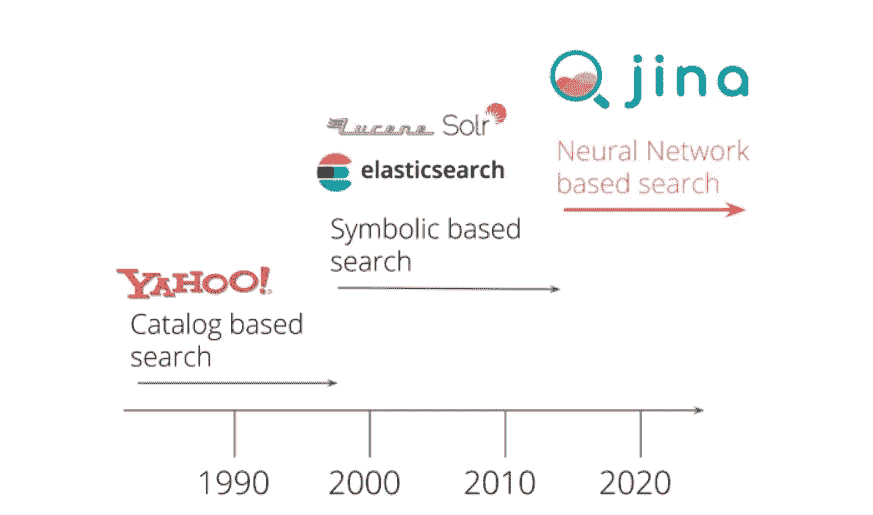 jina
Lucene Solr
elasticsearch
Neural Network
based search
Symbolic based
search
YAHOO!
Catalog based
search
1990 2000 2010 2020